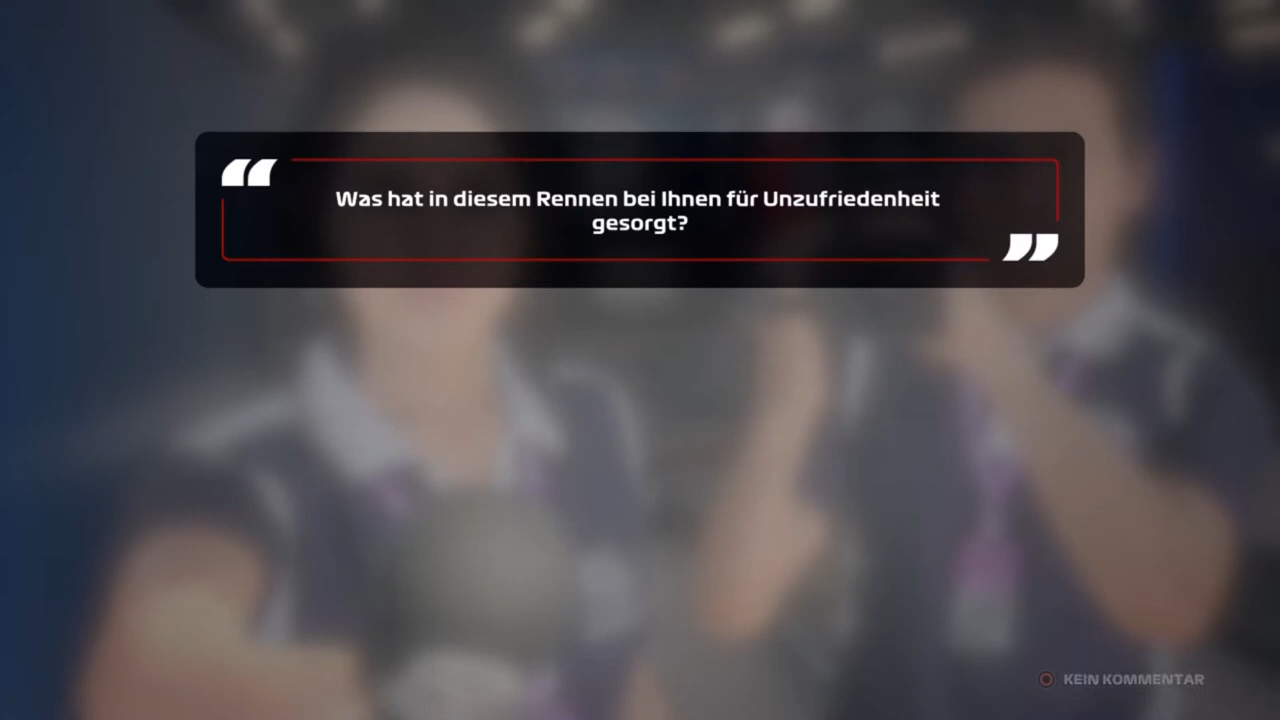 Was hat in diesem Rennen bei Ihnen für Unzufriedenheit
gesorgt?
KEIN KOMMENTAR